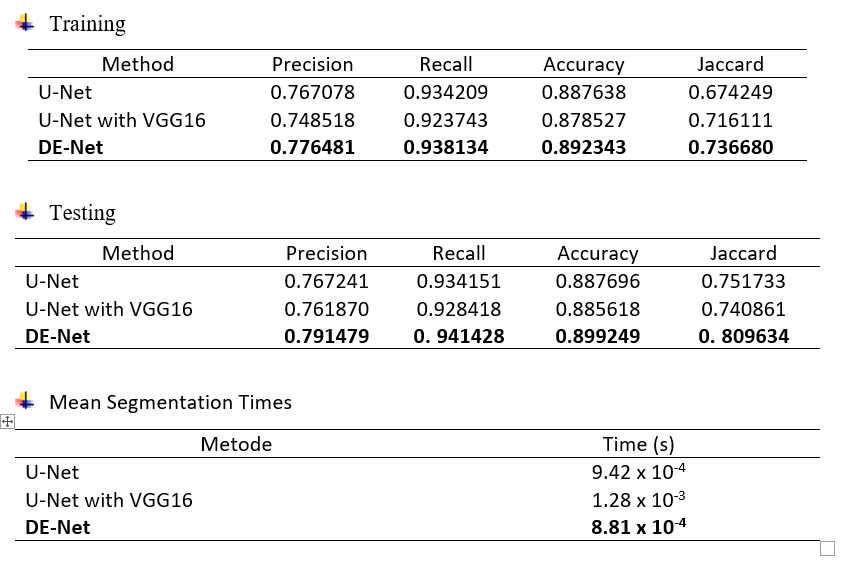 Training
Method Precision Recall Accuracy Jaccard
U-Net 0.767078 0.934209 0.887638 0.674249
U-Net with VGG16 0.748518 0.923743 0.878527 0.716111
DE-Net 0.776481 0.938134 0.892343 0.736680
Testing
Method Precision Recall Accuracy Jaccard
U-Net 0.767241 0.934151 0.887696 0.751733
U-Net with VGG16 0.761870 0.928418 0.885618 0.740861
DE-Net 0.791479 0. 941428 0.899249 0. 809634
Mean Segmentation Times
Metode Time (s)
U-Net 9.42 x 10⁻⁴
U-Net with VGG16 1.28 x 10⁻³
DE-Net 8.81 x 10⁻⁴